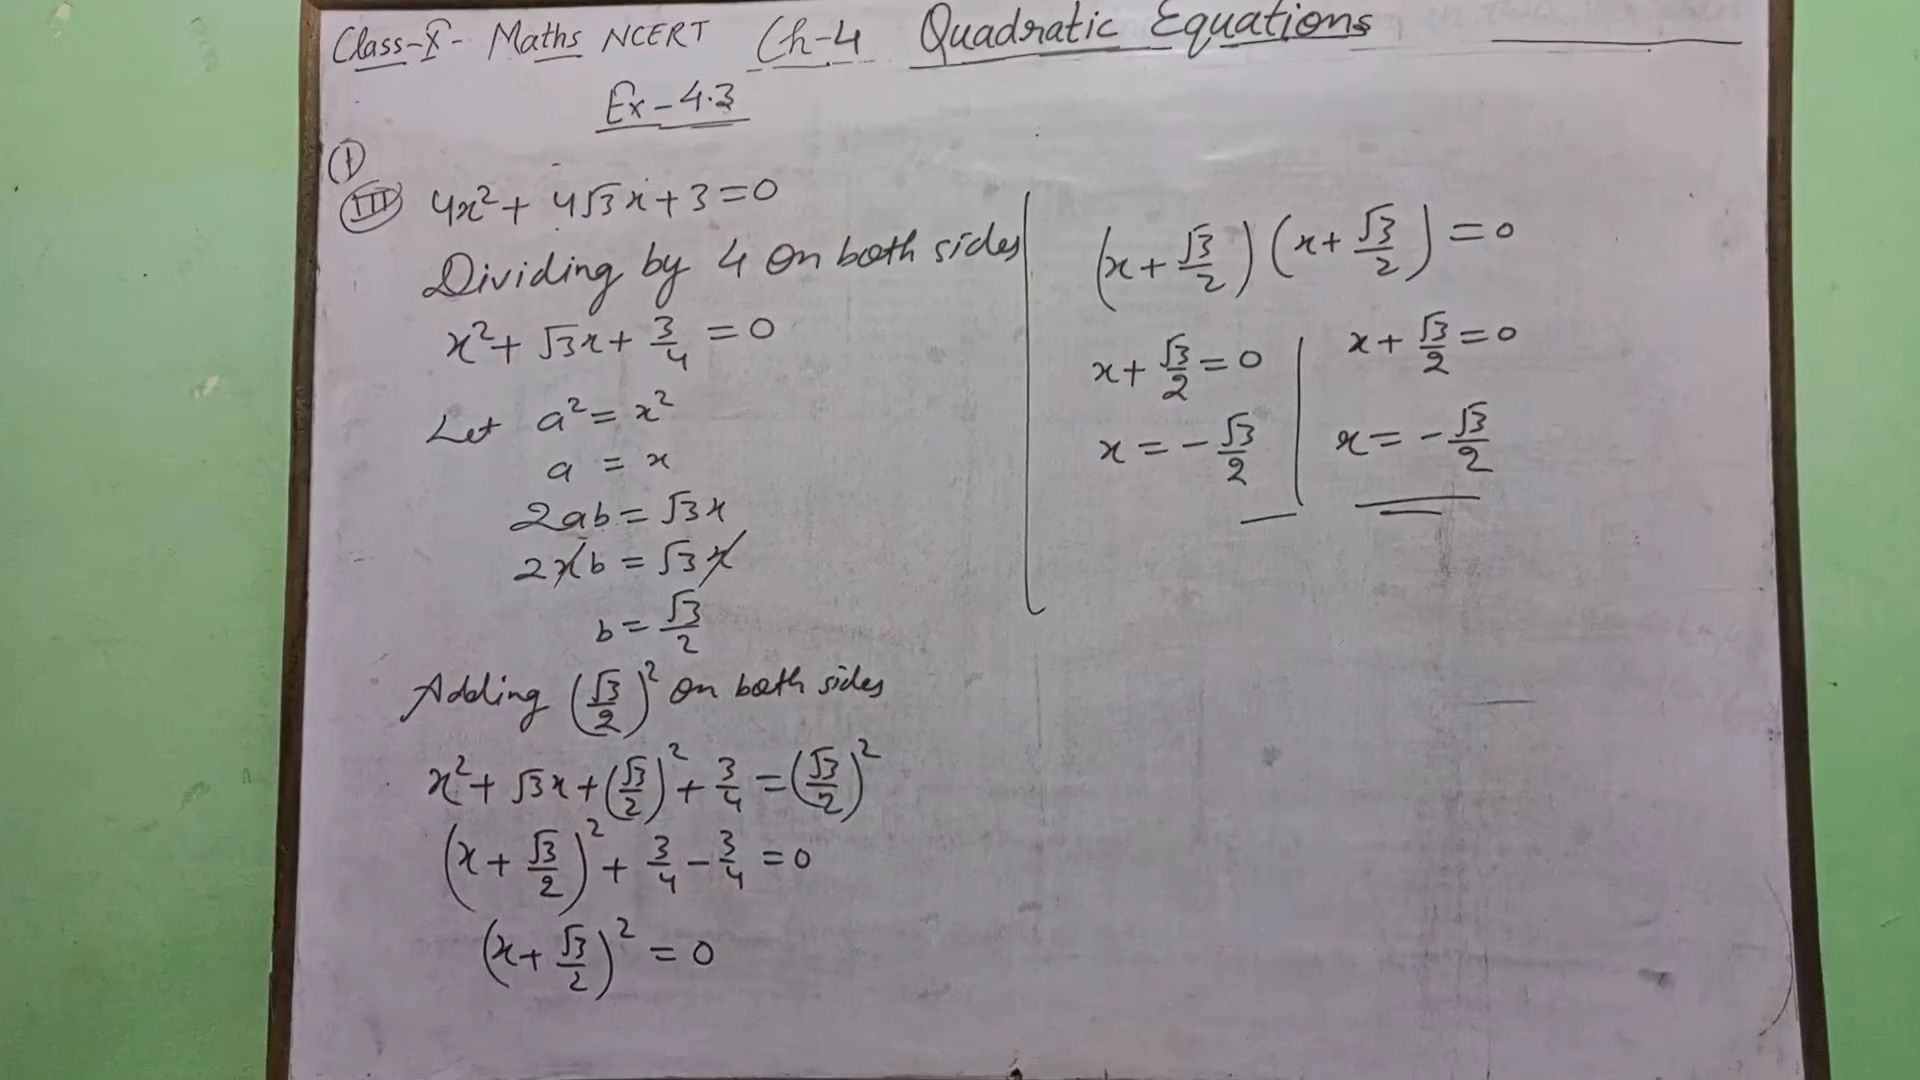 Class-X- Maths NCERT Ch-4 Quadratic Equations
Ex-4.3
(1)
(III) 4x² + 4√3x + 3 = 0
Dividing by 4 on both sides
x² + √3x + 3/4 = 0
Let a² = x²
a = x
2ab = √3x
2xb = √3x
b = √3/2
Adding (√3/2)² on both sides
x² + √3x + (√3/2)² + 3/4 = (√3/2)²
(x + √3/2)² + 3/4 - 3/4 = 0
(x + √3/2)² = 0
(x + √3/2) (x + √3/2) = 0
x + √3/2 = 0 | x + √3/2 = 0
x = -√3/2 | x = -√3/2